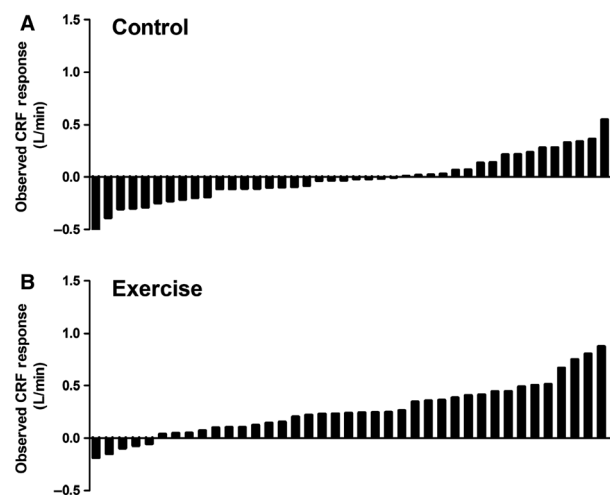 A
Control
Observed CRF response
(L/min)
1.5
1.0
0.5
0.0
–0.5
B
Exercise
Observed CRF response
(L/min)
1.5
1.0
0.5
0.0
–0.5